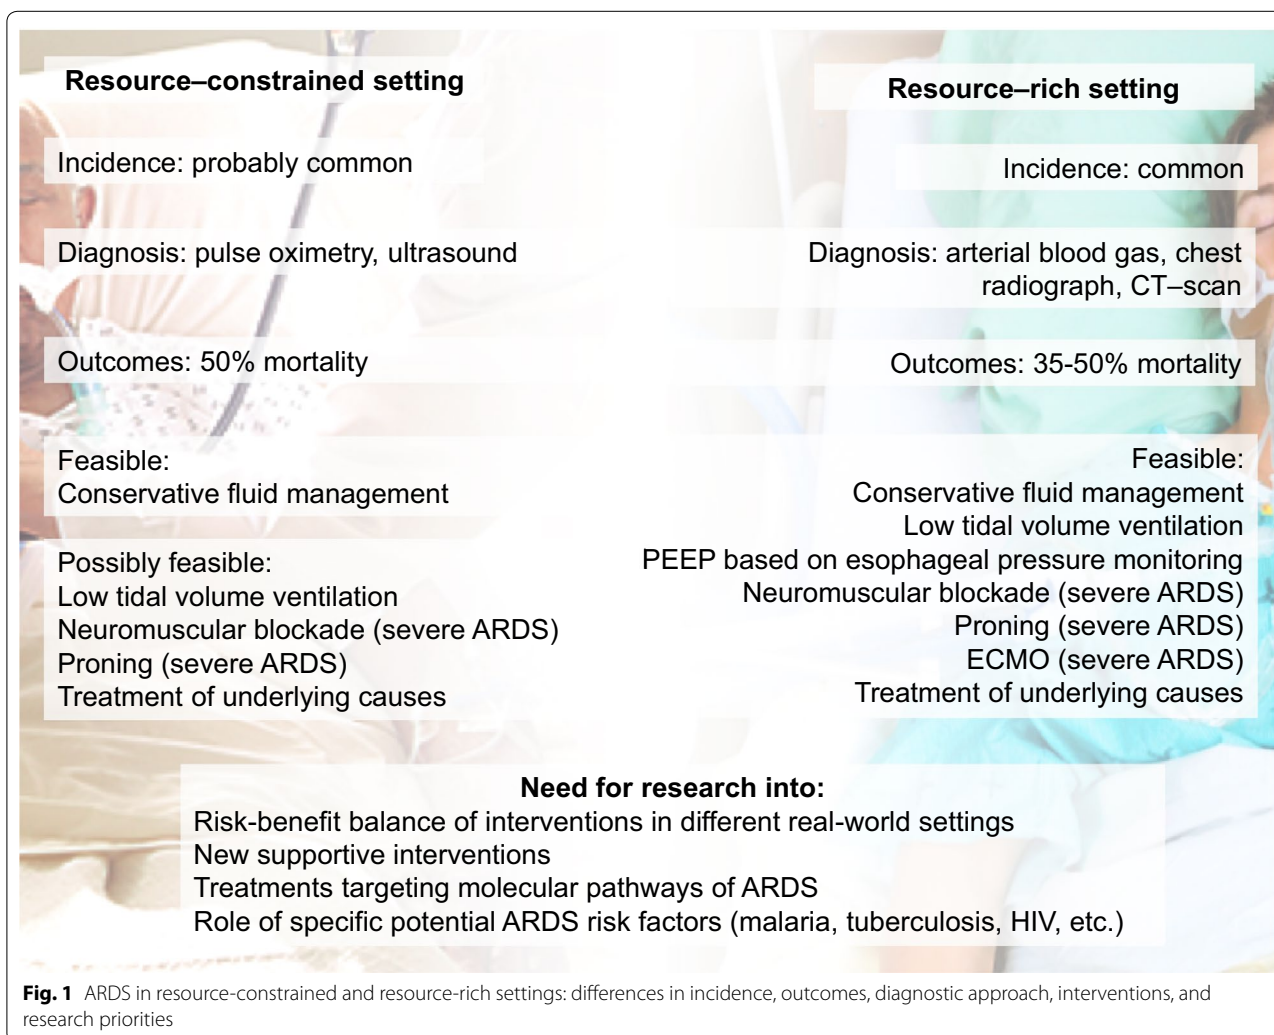 Resource–constrained setting
Incidence: probably common
Diagnosis: pulse oximetry, ultrasound
Outcomes: 50% mortality
Feasible:
Conservative fluid management
Possibly feasible:
Low tidal volume ventilation
Neuromuscular blockade (severe ARDS)
Proning (severe ARDS)
Treatment of underlying causes
Resource–rich setting
Incidence: common
Diagnosis: arterial blood gas, chest
radiograph, CT–scan
Outcomes: 35-50% mortality
Feasible:
Conservative fluid management
Low tidal volume ventilation
PEEP based on esophageal pressure monitoring
Neuromuscular blockade (severe ARDS)
Proning (severe ARDS)
ECMO (severe ARDS)
Treatment of underlying causes
Need for research into:
Risk-benefit balance of interventions in different real-world settings
New supportive interventions
Treatments targeting molecular pathways of ARDS
Role of specific potential ARDS risk factors (malaria, tuberculosis, HIV, etc.)
Fig. 1 ARDS in resource-constrained and resource-rich settings: differences in incidence, outcomes, diagnostic approach, interventions, and
research priorities